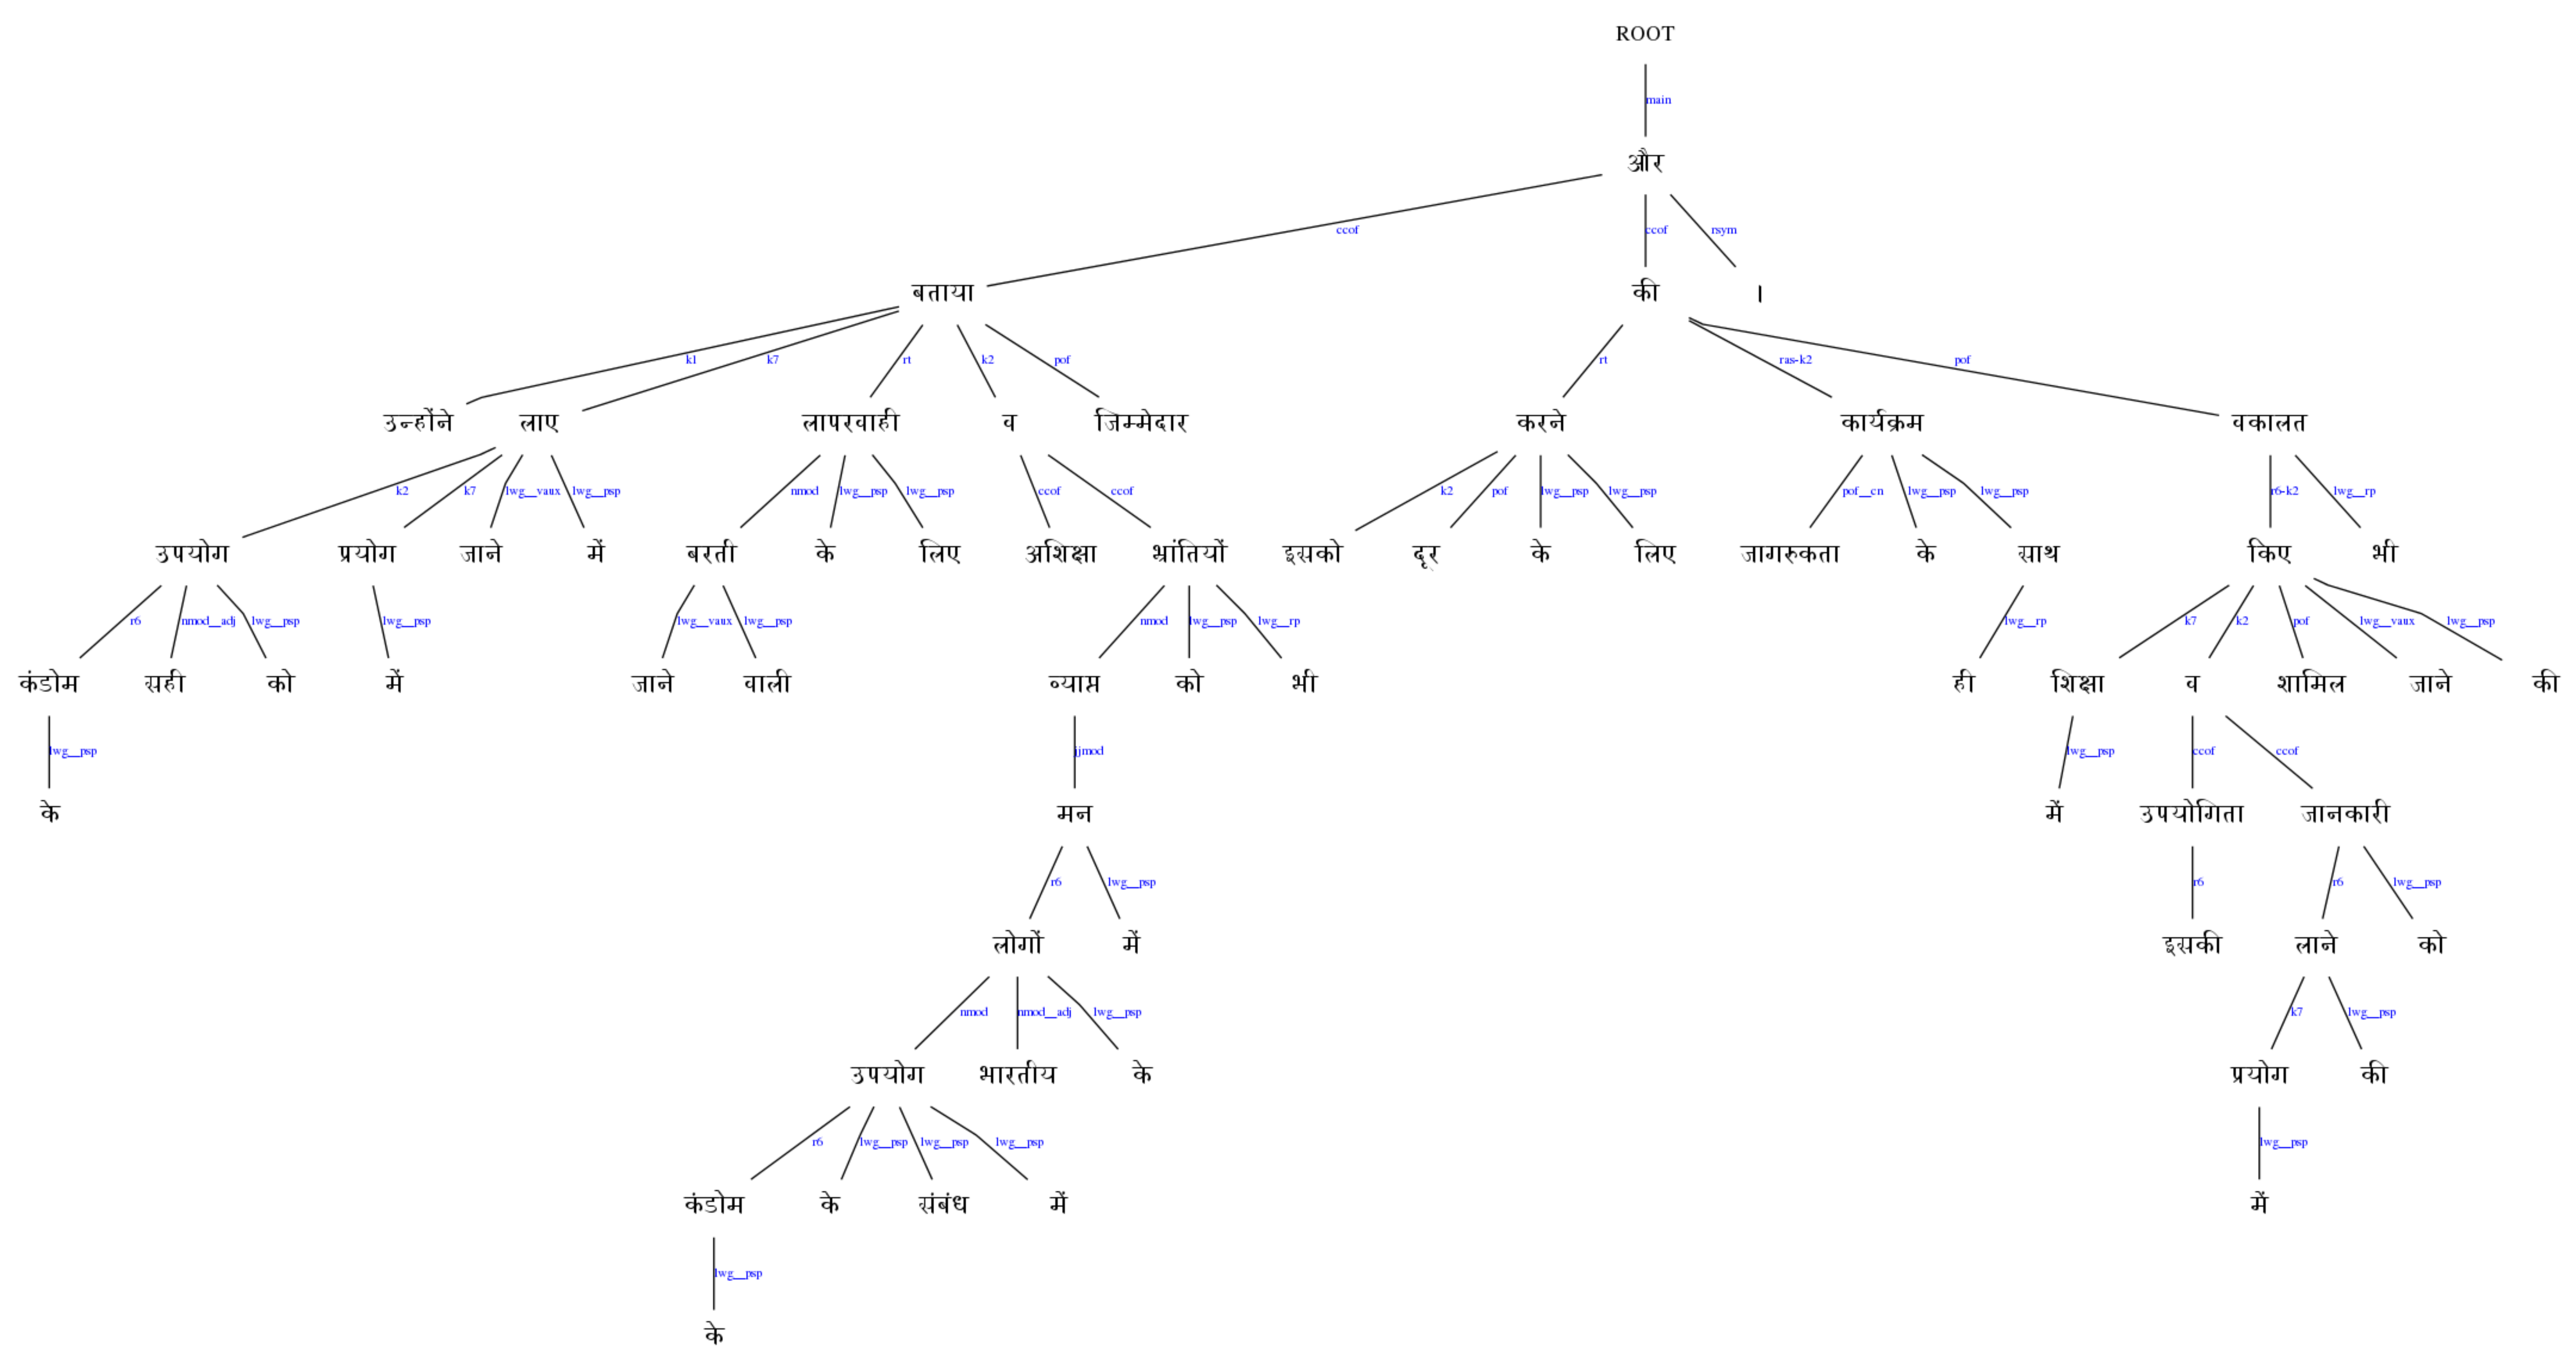 ROOT
main
और
ccof ccof rsym
बताया की ।
k1 k7 rt k2 pof rt ras-k2 pof
उन्होंने लाए लापरवाही व जिम्मेदार करने कार्यक्रम वकालत
k2 k7 lwg__vaux lwg__psp nmod lwg__psp lwg__psp ccof ccof k2 pof lwg__psp lwg__psp pof__cn lwg__psp lwg__psp r6-k2 lwg__rp
उपयोग प्रयोग जाने में बरती के लिए अशिक्षा भ्रांतियों इसको दूर के लिए जागरुकता के साथ किए भी
r6 nmod__adj lwg__psp lwg__psp lwg__vaux lwg__psp nmod lwg__psp lwg__rp lwg__rp k7 k2 pof lwg__vaux lwg__psp
कंडोम सही को में जाने वाली व्याप्त को भी ही शिक्षा व शामिल जाने की
lwg__psp jjmod lwg__psp ccof ccof
के मन में उपयोगिता जानकारी
r6 lwg__psp r6 r6 lwg__psp
लोगों में इसकी लाने को
nmod nmod__adj lwg__psp k7 lwg__psp
उपयोग भारतीय के प्रयोग की
r6 lwg__psp lwg__psp lwg__psp lwg__psp
कंडोम के संबंध में में
lwg__psp
के